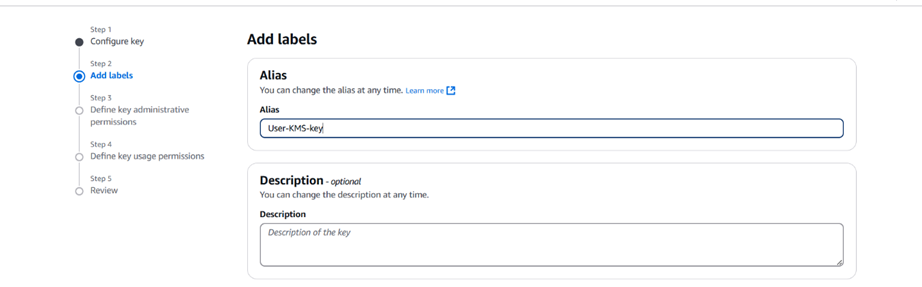 Step 1
Configure key
Step 2
Add labels
Step 3
Define key administrative
permissions
Step 4
Define key usage permissions
Step 5
Review
Add labels
Alias
You can change the alias at any time. Learn more
Alias
User-KMS-key
Description - optional
You can change the description at any time.
Description
Description of the key